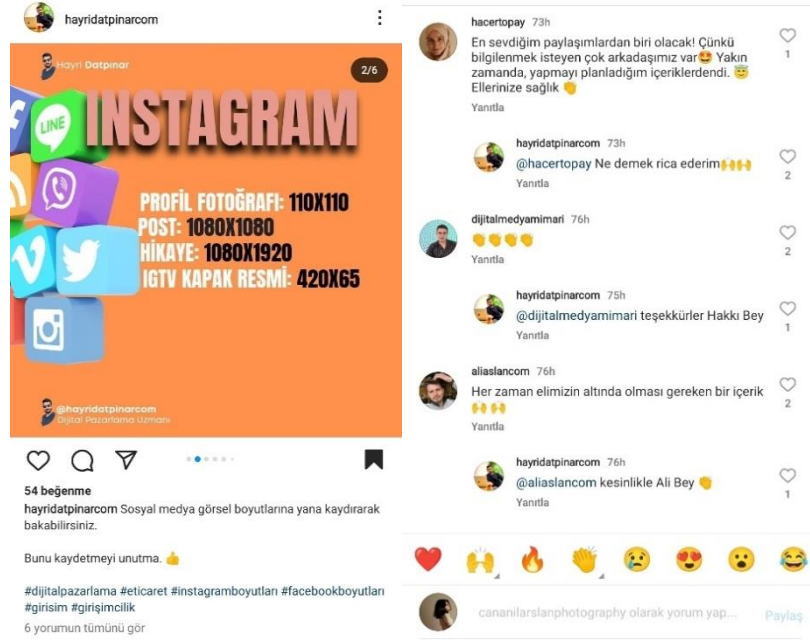 hayridatpinarcom
Hayri Datpınar
2/6
LINE
INSTAGRAM
PROFİL FOTOĞRAFI: 110X110
POST: 1080X1080
HİKAYE: 1080X1920
IGTV KAPAK RESMİ: 420X65
@hayridatpinarcom
Dijital Pazarlama Uzmanı
54 beğenme
hayridatpinarcom Sosyal medya görsel boyutlarına yana kaydırarak
bakabilirsiniz.
Bunu kaydetmeyi unutma. 👍
#dijitalpazarlama #eticaret #instagramboyutları #facebookboyutları
#girisim #girişimcilik
6 yorumun tümünü gör
hacertopay 73h
En sevdiğim paylaşımlardan biri olacak! Çünkü
bilgilenmek isteyen çok arkadaşımız var🤩 Yakın
zamanda, yapmayı planladığım içeriklerdendi. 😇
Ellerinize sağlık 👏
1
Yanıtla
hayridatpinarcom 73h
@hacertopay Ne demek rica ederim🙌🙌
2
Yanıtla
dijitalmedyamimari 76h
👏👏👏👏
2
Yanıtla
hayridatpinarcom 75h
@dijitalmedyamimari teşekkürler Hakkı Bey
1
Yanıtla
aliaslancom 76h
Her zaman elimizin altında olması gereken bir içerik
🙌🙌
2
Yanıtla
hayridatpinarcom 76h
@aliaslancom kesinlikle Ali Bey 👏
1
Yanıtla
cananilarslanphotography olarak yorum yap... Paylaş